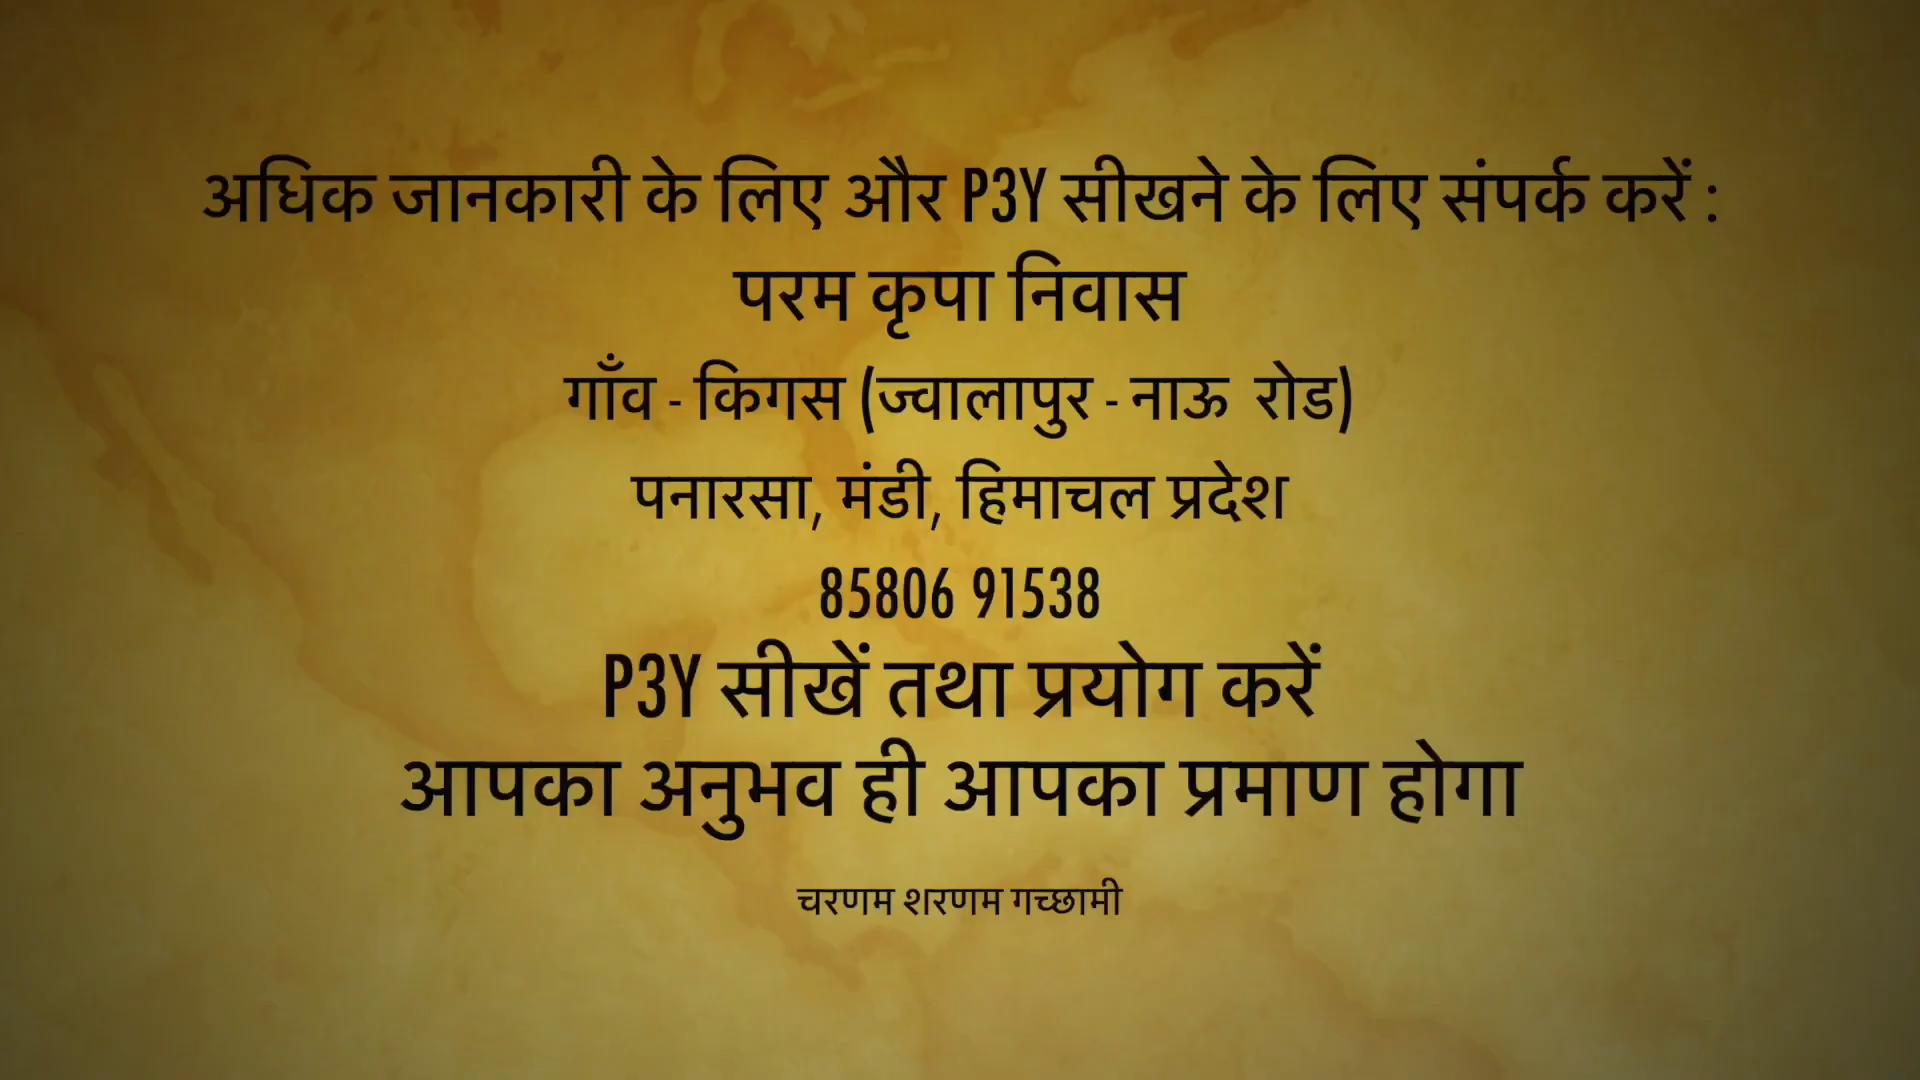 अधिक जानकारी के लिए और P3Y सीखने के लिए संपर्क करें :
परम कृपा निवास
गाँव - किगस (ज्वालापुर - नाऊ रोड)
पनारसा, मंडी, हिमाचल प्रदेश
85806 91538
P3Y सीखें तथा प्रयोग करें
आपका अनुभव ही आपका प्रमाण होगा
चरणम शरणम गच्छामी